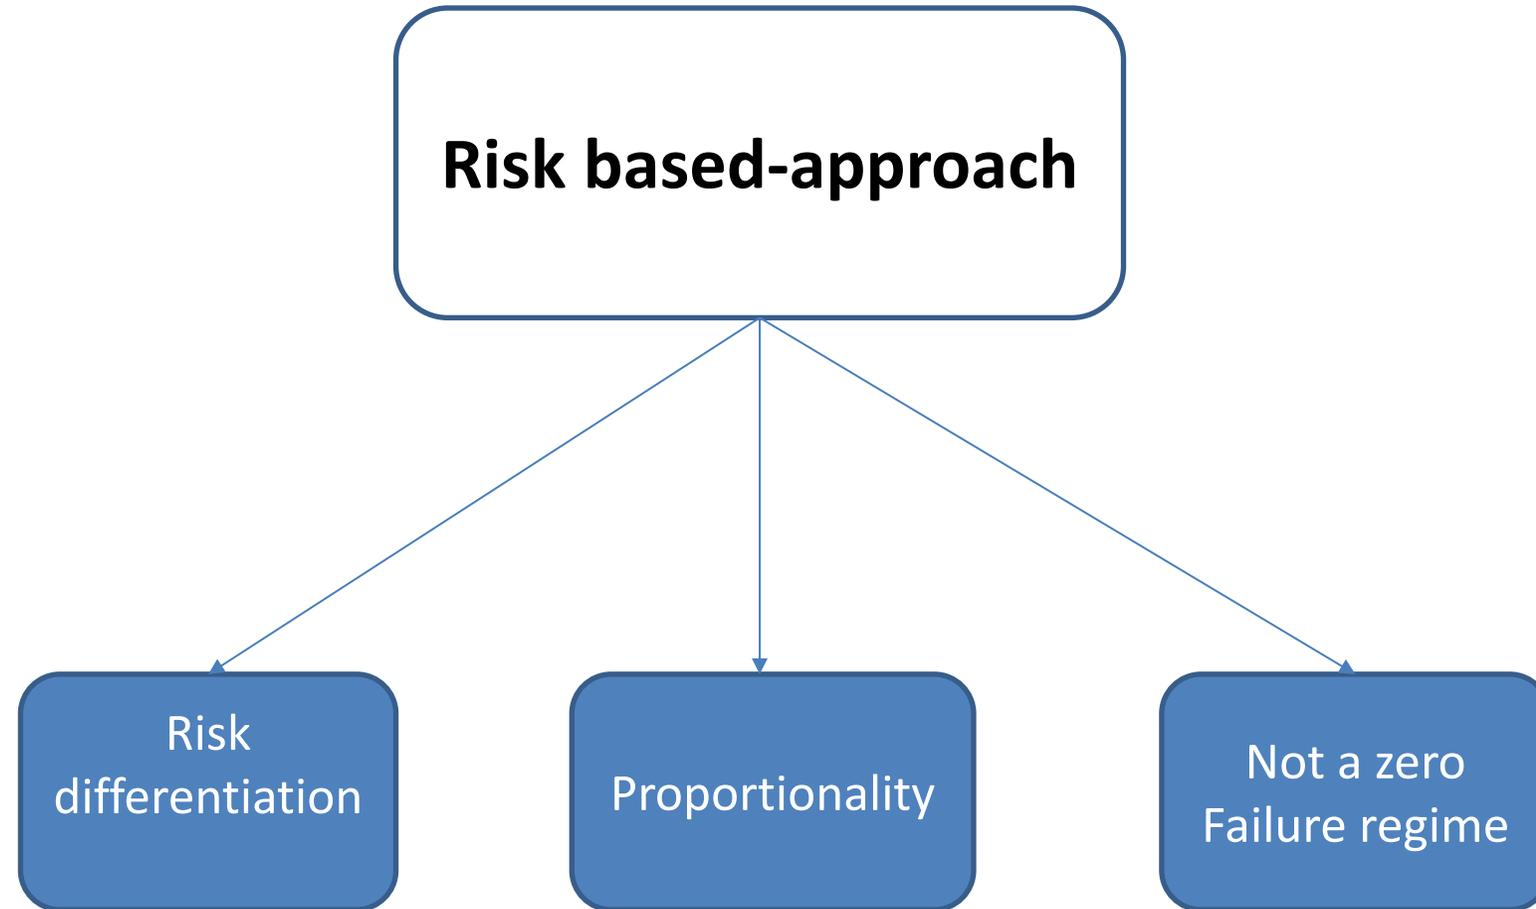 Risk based-approach
Risk
differentiation
Proportionality
Not a zero
Failure regime